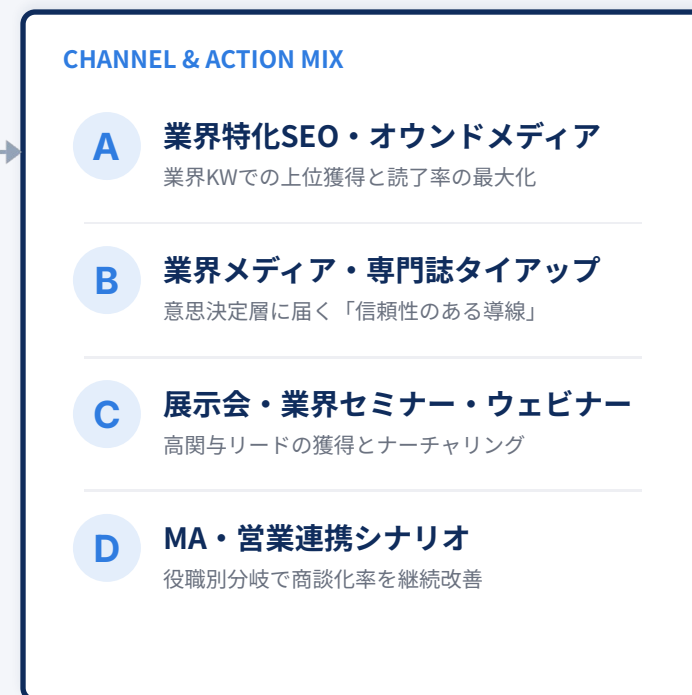 CHANNEL & ACTION MIX
A
業界特化SEO・オウンドメディア
業界KWでの上位獲得と読了率の最大化
B
業界メディア・専門誌タイアップ
意思決定層に届く「信頼性のある導線」
C
展示会・業界セミナー・ウェビナー
高関与リードの獲得とナーチャリング
D
MA・営業連携シナリオ
役職別分岐で商談化率を継続改善